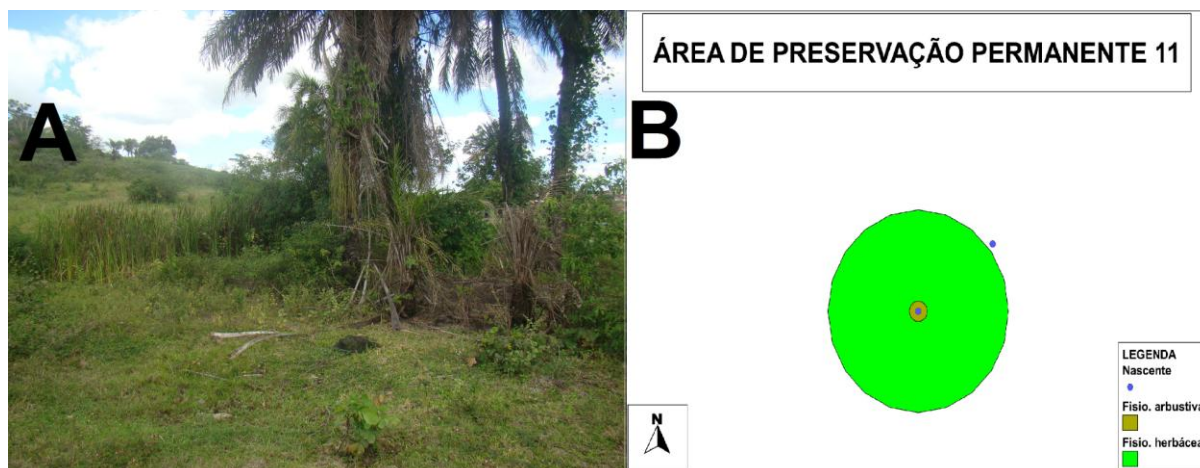 A
ÁREA DE PRESERVAÇÃO PERMANENTE 11
B
LEGENDA
Nascente
Fisio. arbustiva
Fisio. herbácea
N